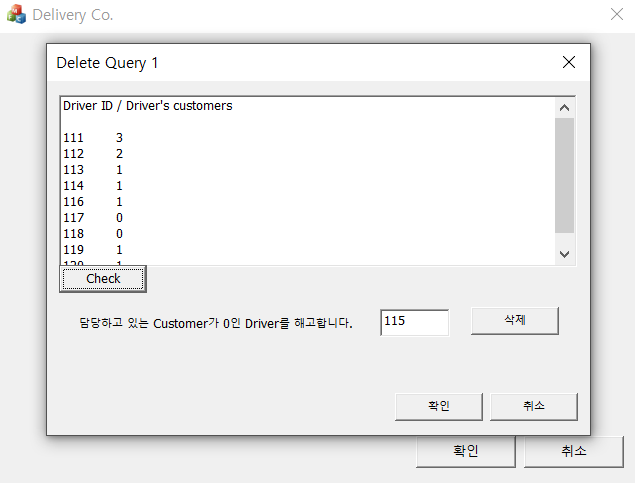 Delivery Co.
Delete Query 1
Driver ID / Driver's customers
111 3
112 2
113 1
114 1
116 1
117 0
118 0
119 1
120 1
Check
담당하고 있는 Customer가 0인 Driver를 해고합니다.
115
삭제
확인
취소
확인
취소